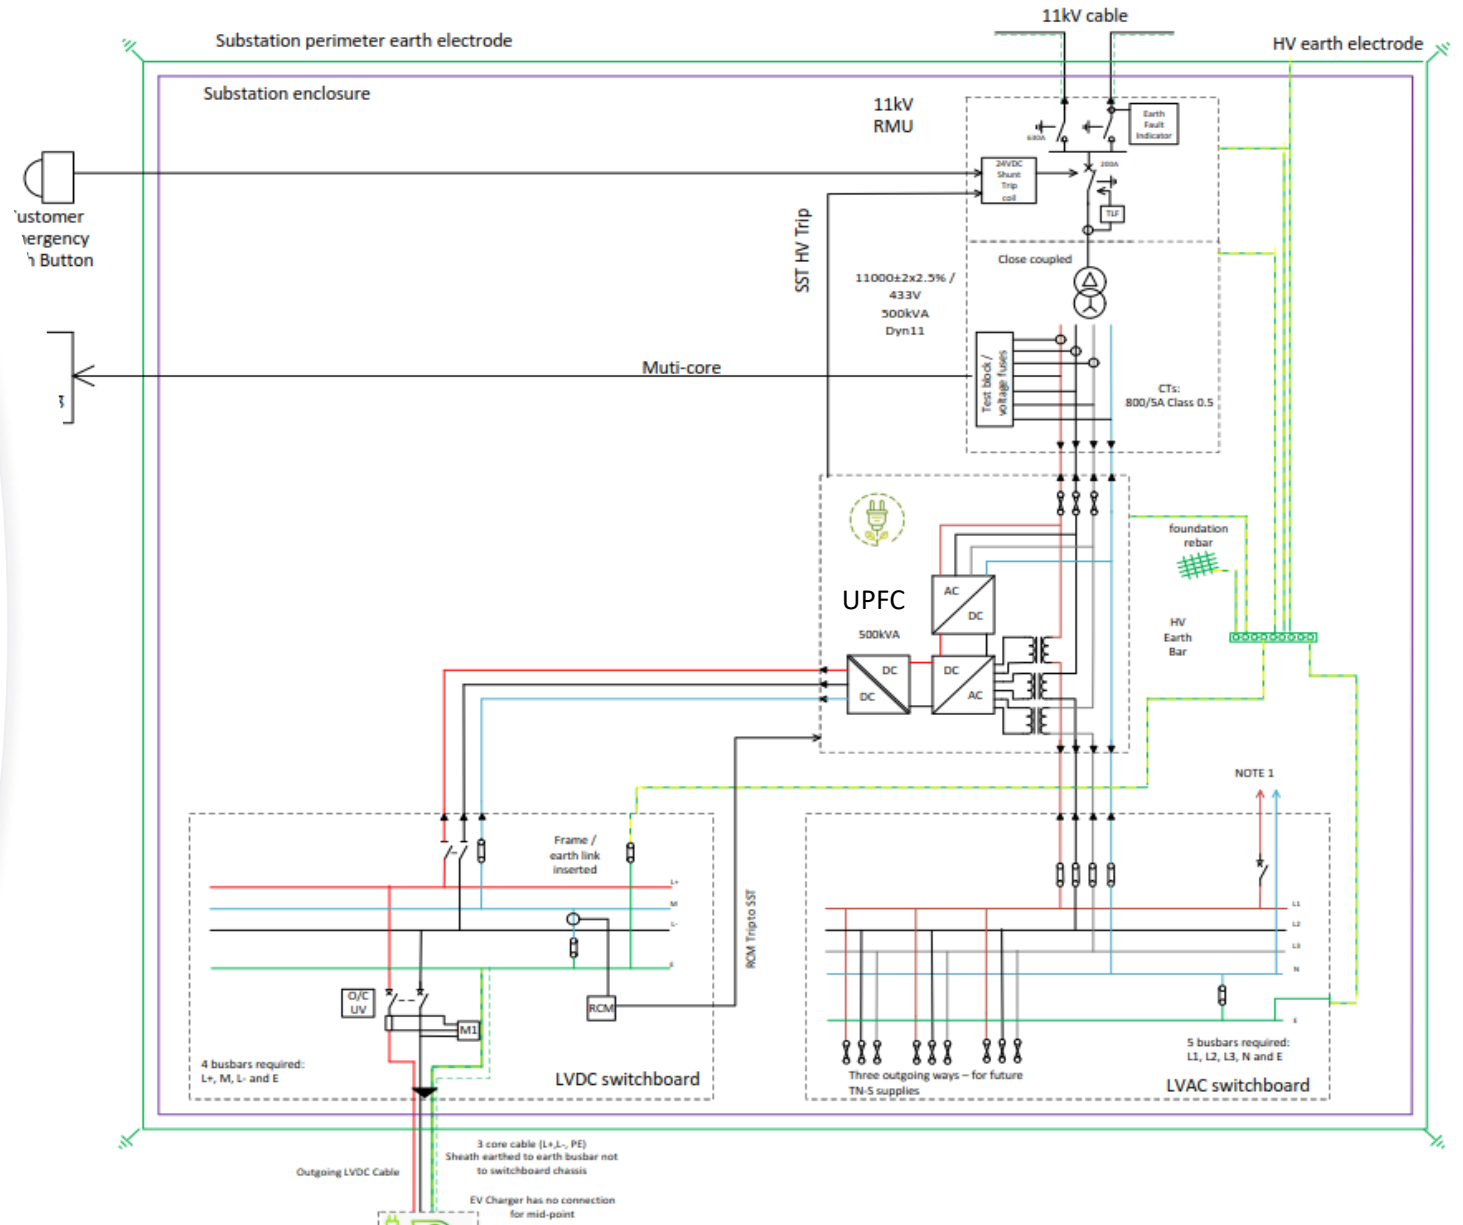 11kV cable
Substation perimeter earth electrode
HV earth electrode
Substation enclosure
11kV
RMU
Earth
Fault
Indicator
630A
24VDC
Shunt
Trip
coil
200A
TLF
ustomer
ergency
h Button
SST HV Trip
Close coupled
11000±2x2.5% /
433V
500kVA
Dyn11
Muti-core
Test block /
voltage fuses
CTs:
800/5A Class 0.5
foundation
rebar
UPFC
500kVA
AC
DC
DC
DC
DC
AC
HV
Earth
Bar
NOTE 1
Frame /
earth link
inserted
L+
M
L-
E
RCM Trip to SST
L1
L2
L3
N
E
O/C
UV
M1
RCM
4 busbars required:
L+, M, L- and E
LVDC switchboard
5 busbars required:
L1, L2, L3, N and E
Three outgoing ways – for future
TN-S supplies
LVAC switchboard
Outgoing LVDC Cable
3 core cable (L+,L-, PE)
Sheath earthed to earth busbar not
to switchboard chassis
EV Charger has no connection
for mid-point